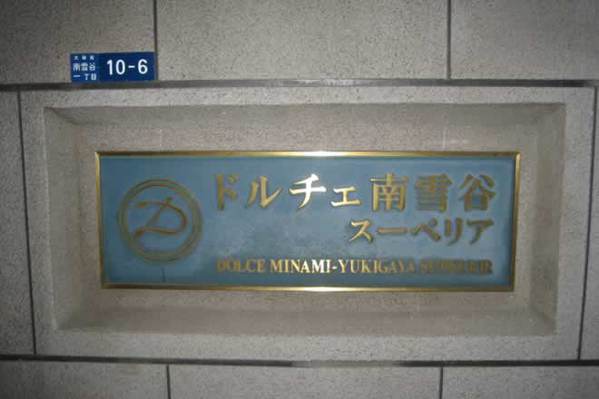 大田区
南雪谷
一丁目
10-6
D
ドルチェ南雪谷
スーペリア
DOLCE MINAMI-YUKIGAYA SUPERIOR